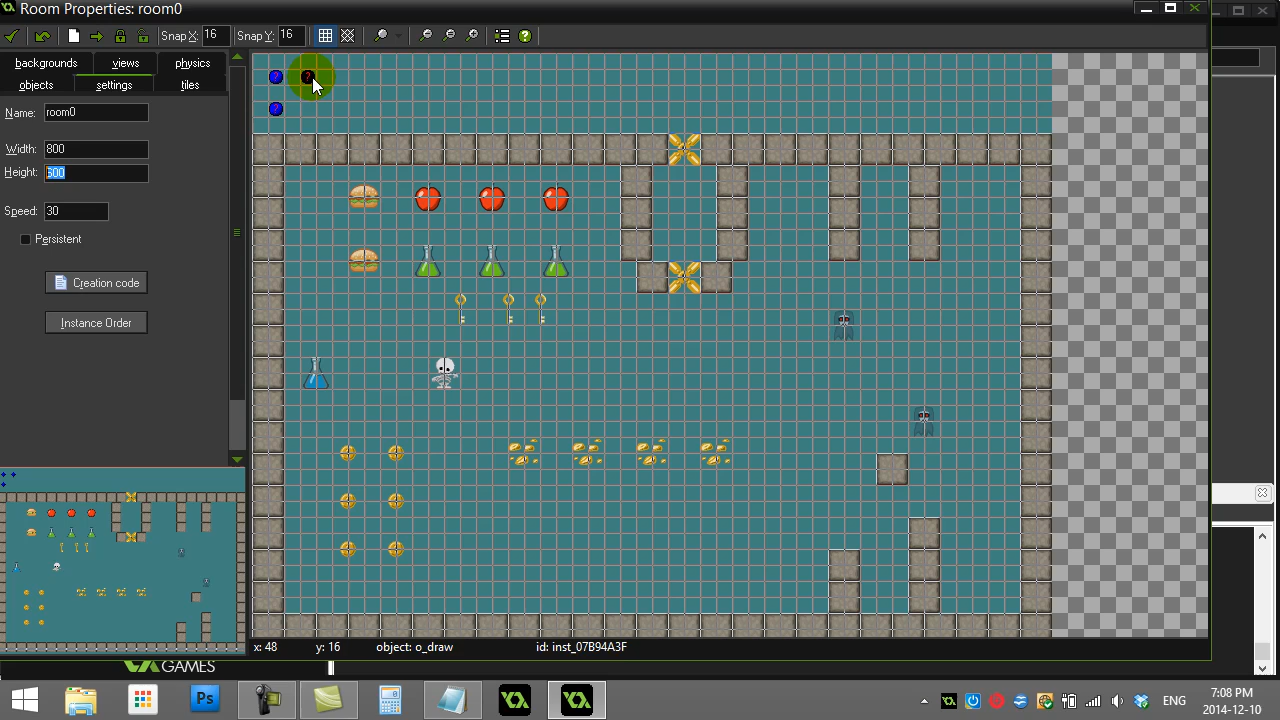 Room Properties: room0
Snap X: 16 Snap Y: 16
backgrounds views physics
objects settings tiles
Name: room0
Width: 800
Height: 600
Speed: 30
Persistent
Creation code
Instance Order
x: 48 y: 16 object: o_draw id: inst_07B94A3F
GAMES
Ps
ENG
7:08 PM
2014-12-10